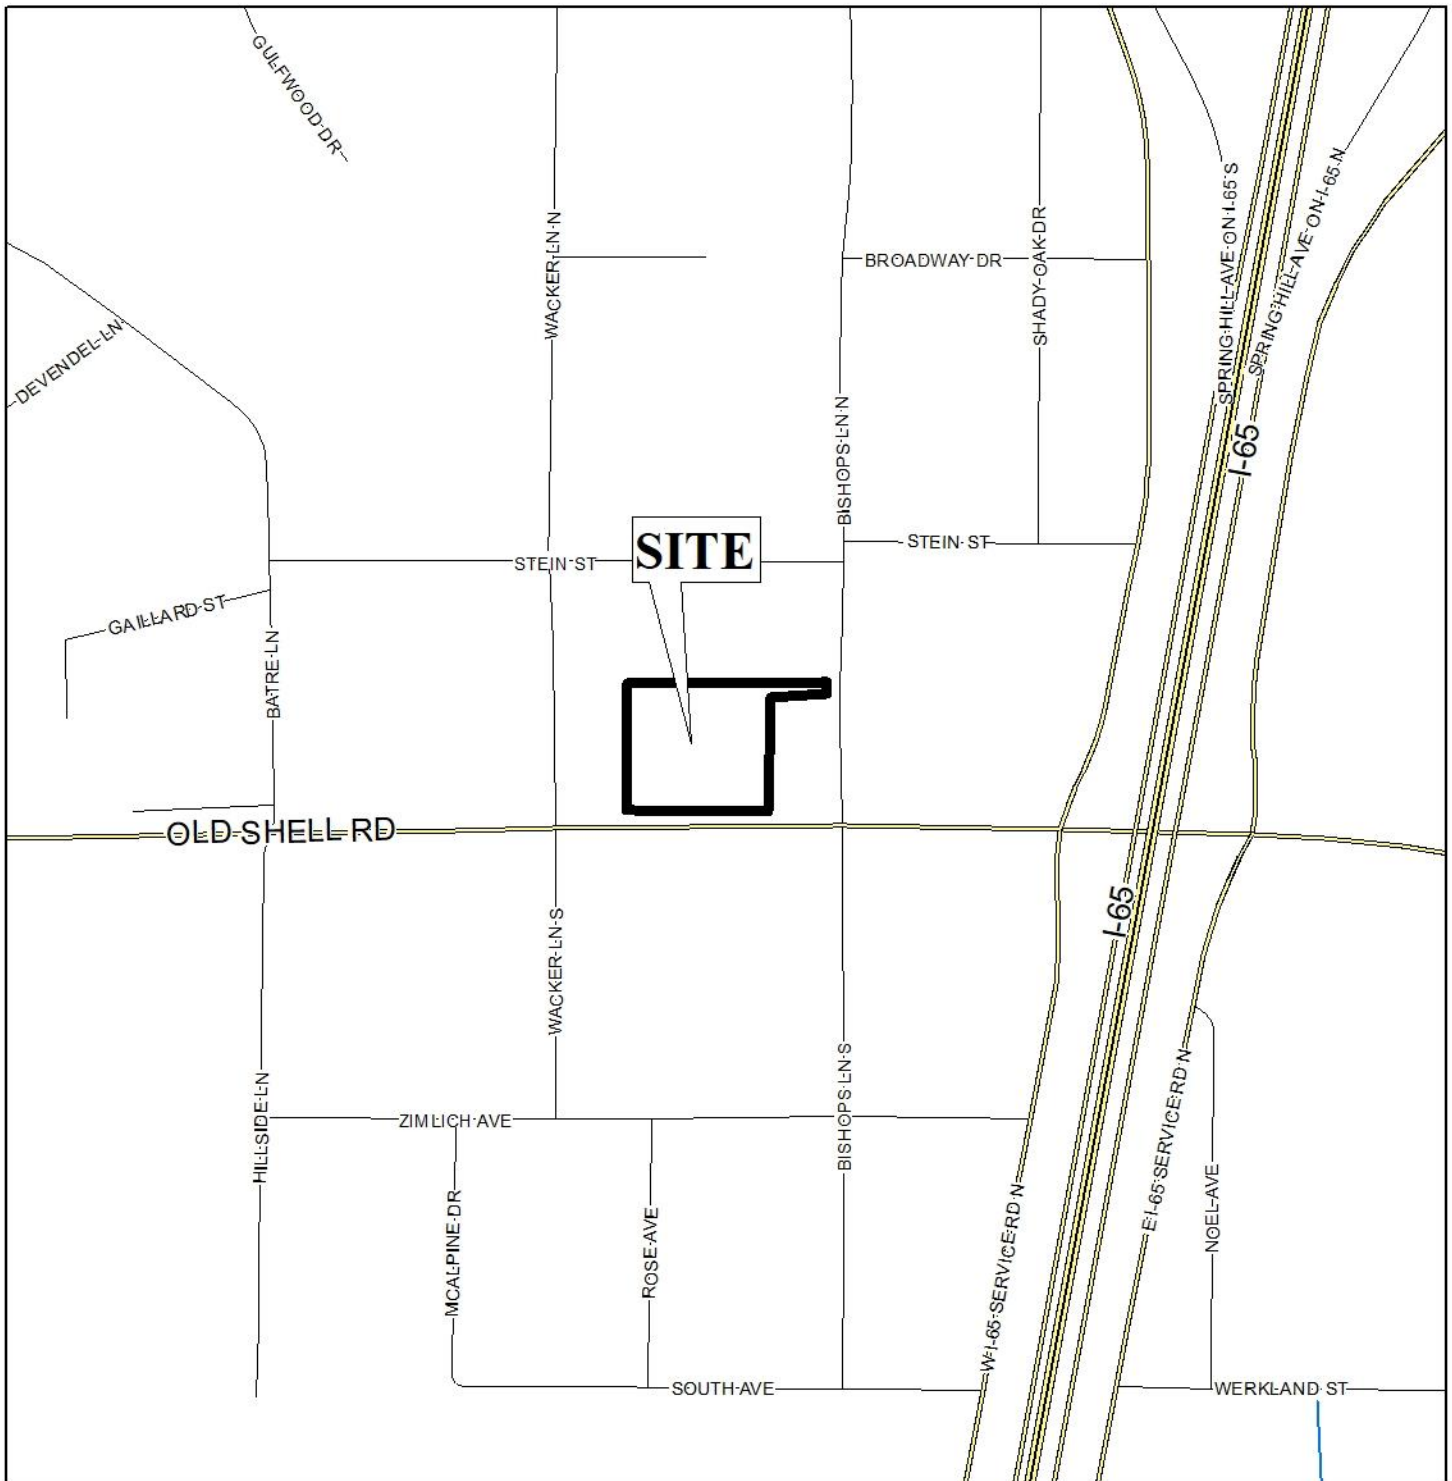 GULFWOOD DR
WACKER LN N
BROADWAY DR
SHADY OAK DR
SPRING HILL AVE ON I-65 S
SPRING HILL AVE ON I-65 N
DEVENDEL LN
BISHOPS LN N
I-65
STEIN ST
SITE
STEIN ST
GAILLARD ST
BATRE LN
OLD SHELL RD
I-65
WACKER LN S
HILLSIDE LN
ZIMLICH AVE
BISHOPS LN S
MCALPINE DR
ROSE AVE
W I-65 SERVICE RD N
E I-65 SERVICE RD N
NOEL AVE
SOUTH AVE
WERKLAND ST